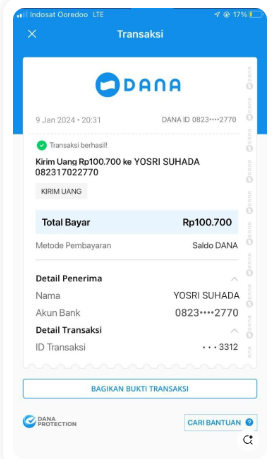 Indosat Ooredoo LTE 17%
Transaksi
DANA
9 Jan 2024 • 20:31 DANA ID 0823••••2770
Transaksi berhasil!
Kirim Uang Rp100.700 ke YOSRI SUHADA
082317022770
KIRIM UANG
Total Bayar Rp100.700
Metode Pembayaran Saldo DANA
Detail Penerima
Nama YOSRI SUHADA
Akun Bank 0823••••2770
Detail Transaksi
ID Transaksi • • • 3312
BAGIKAN BUKTI TRANSAKSI
DANA
PROTECTION
CARI BANTUAN ?